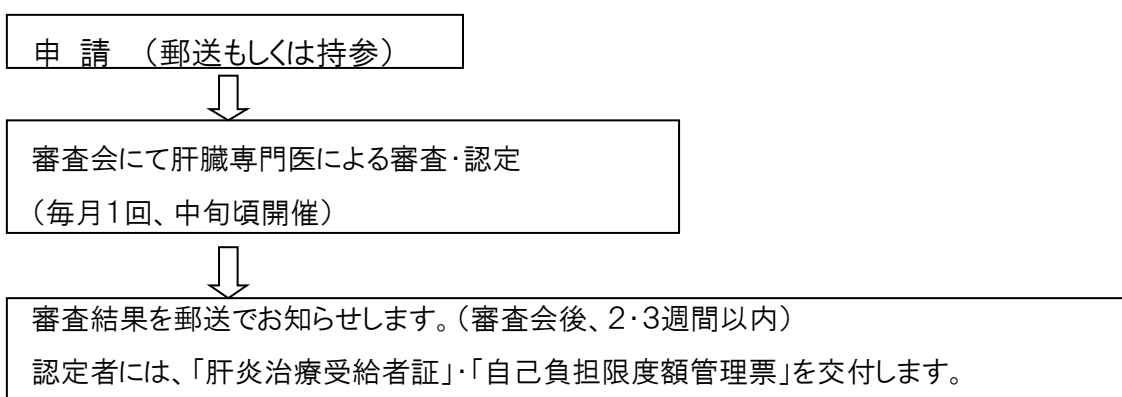 申 請 （郵送もしくは持参）
審査会にて肝臓専門医による審査・認定
（毎月１回、中旬頃開催）
審査結果を郵送でお知らせします。（審査会後、２・３週間以内）
認定者には、「肝炎治療受給者証」・「自己負担限度額管理票」を交付します。